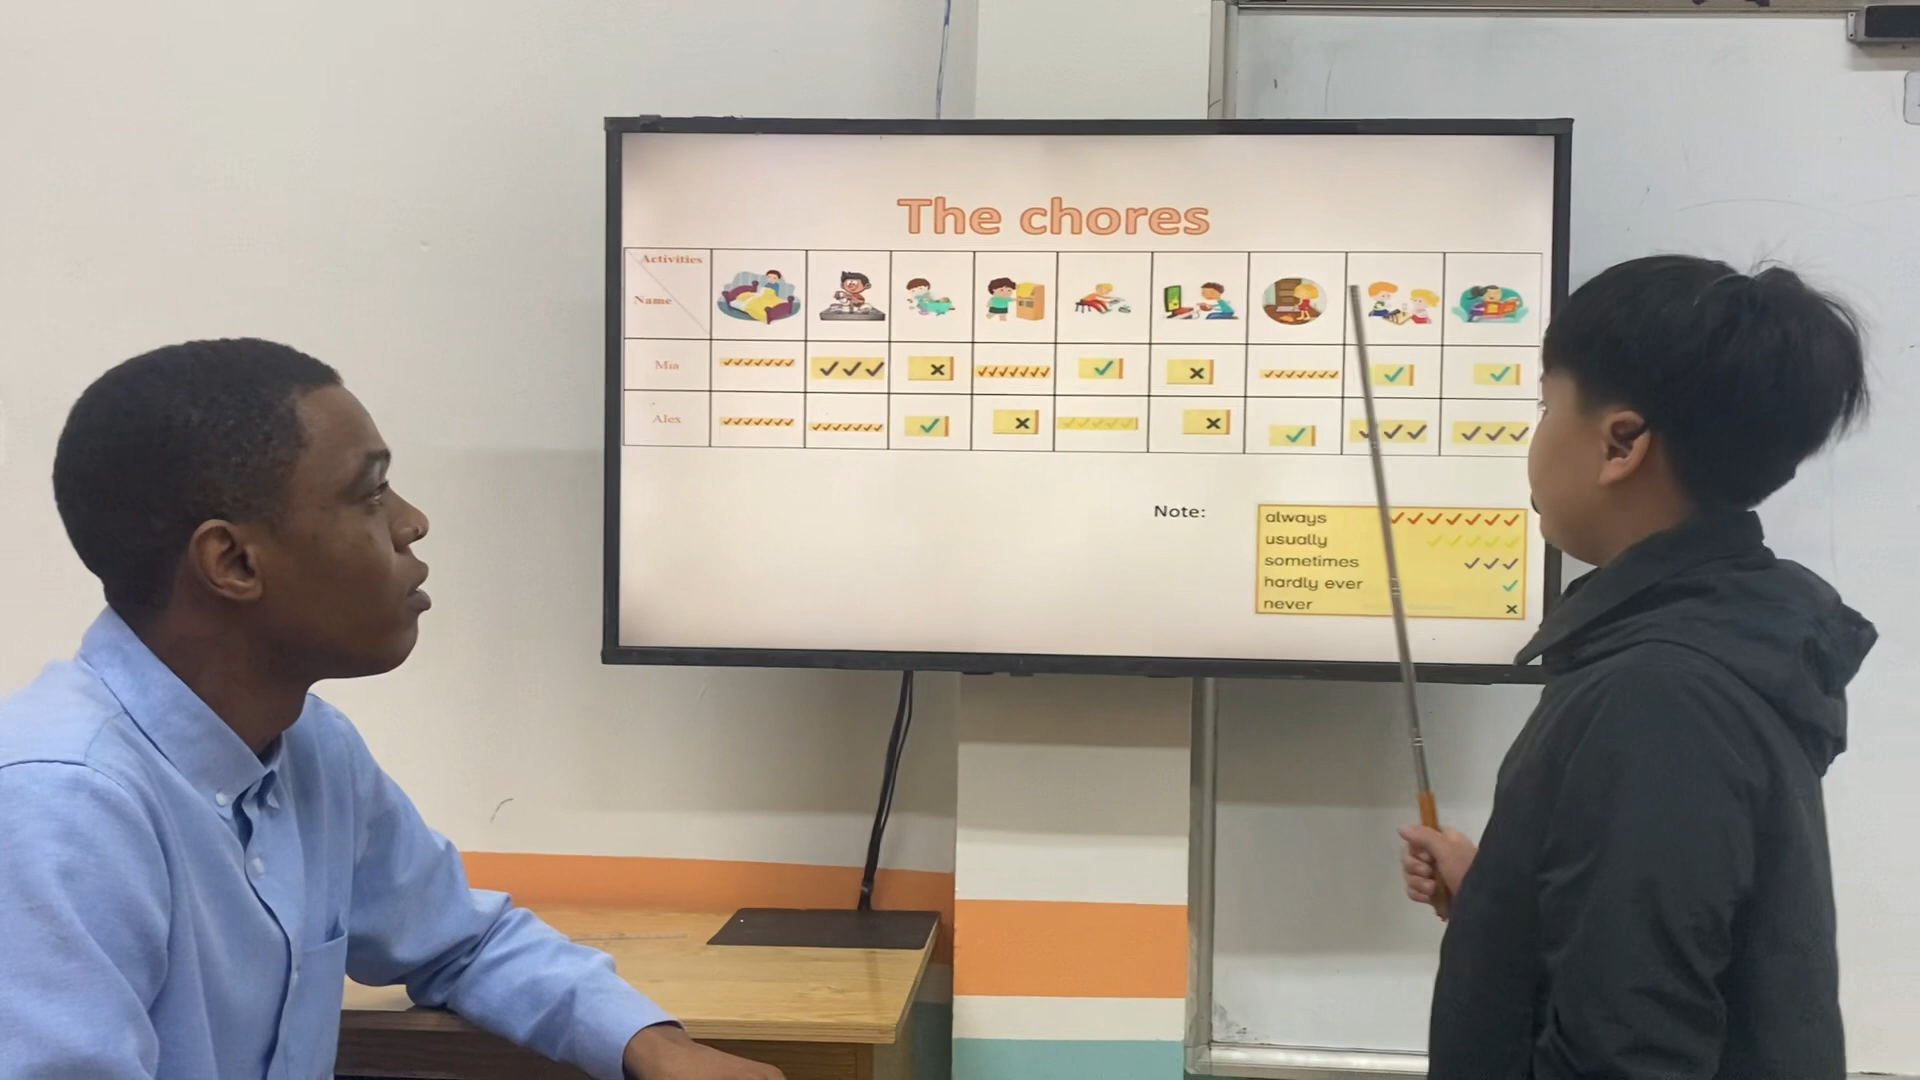 The chores
Activities
Name
Mia
Alex
Note:
always
usually
sometimes
hardly ever
never